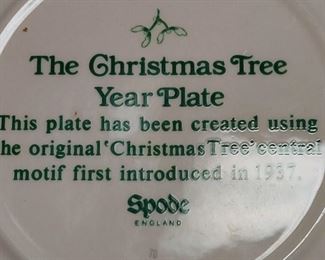 The Christmas Tree
Year Plate
This plate has been created using
he original 'Christmas Tree' central
motif first introduced in 1937.
Spode
ENGLAND